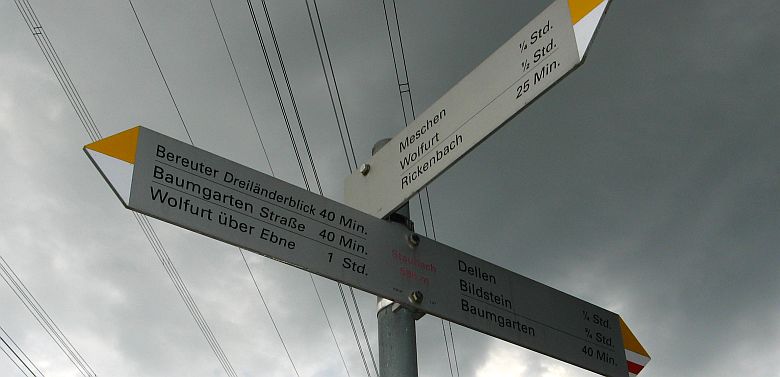 Meschen ¼ Std.
Wolfurt ½ Std.
Rickenbach 25 Min.
Bereuter Dreiländerblick 40 Min.
Baumgarten Straße 40 Min.
Wolfurt über Ebne 1 Std.
Staudach
Dellen ¼ Std.
Bildstein ¾ Std.
Baumgarten 40 Min.